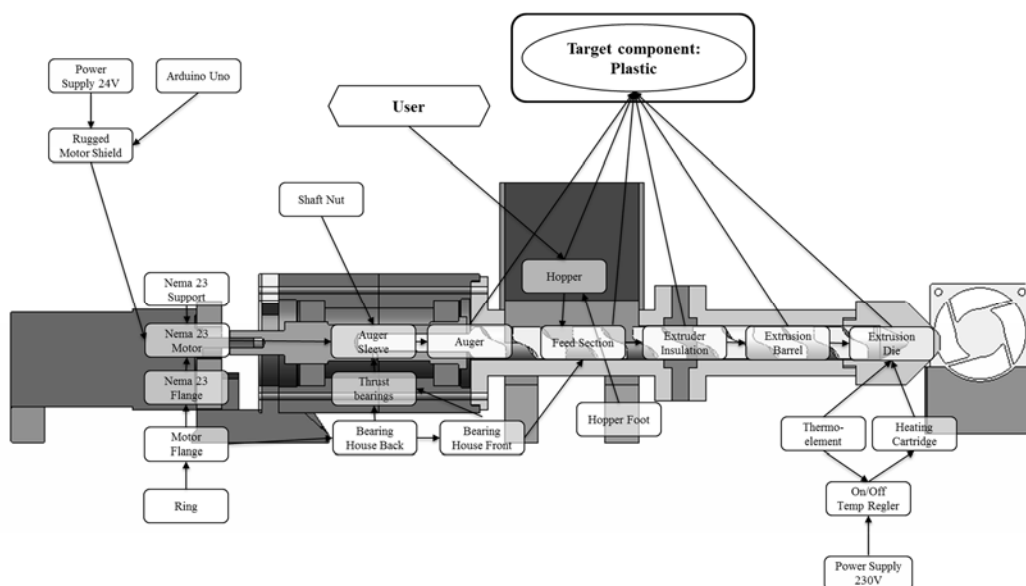 Target component:
Plastic
Power
Supply 24V
Arduino Uno
User
Rugged
Motor Shield
Shaft Nut
Nema 23
Support
Hopper
Nema 23
Motor
Auger
Sleeve
Auger
Feed Section
Extruder
Insulation
Extrusion
Barrel
Extrusion
Die
Nema 23
Flange
Thrust
bearings
Hopper Foot
Motor
Flange
Bearing
House Back
Bearing
House Front
Thermo-
element
Heating
Cartridge
Ring
On/Off
Temp Regler
Power Supply
230V